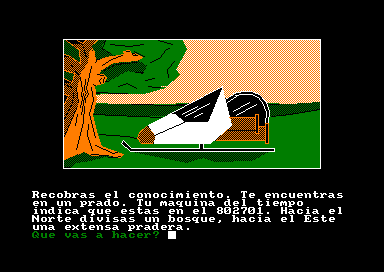 Recobras el conocimiento. Te encuentras
en un prado. Tu maquina del tiempo
indica que estas en el 802701. Hacia el
Norte divisas un bosque, hacia el Este
una extensa pradera.
Que vas a hacer?